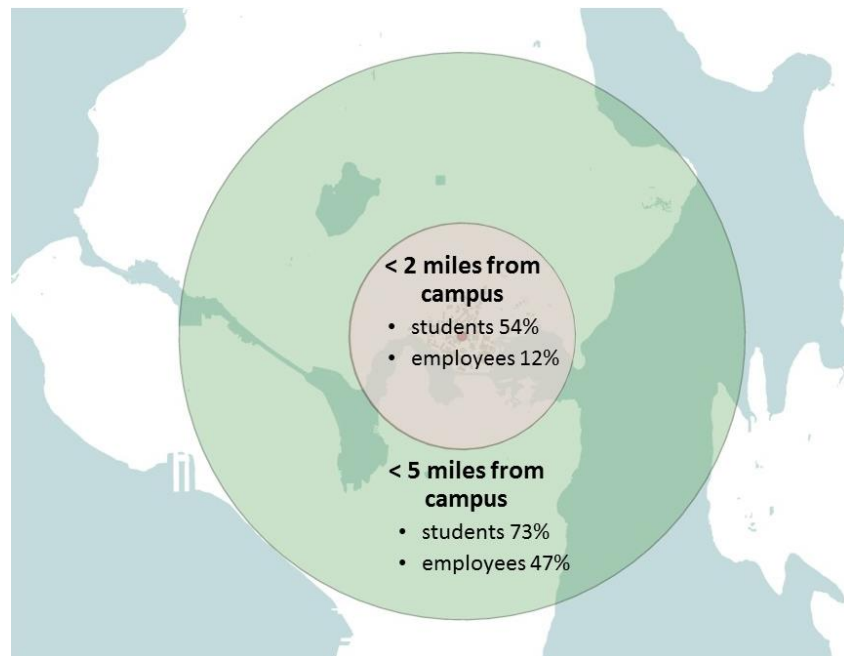 < 2 miles from
campus
• students 54%
• employees 12%
< 5 miles from
campus
• students 73%
• employees 47%